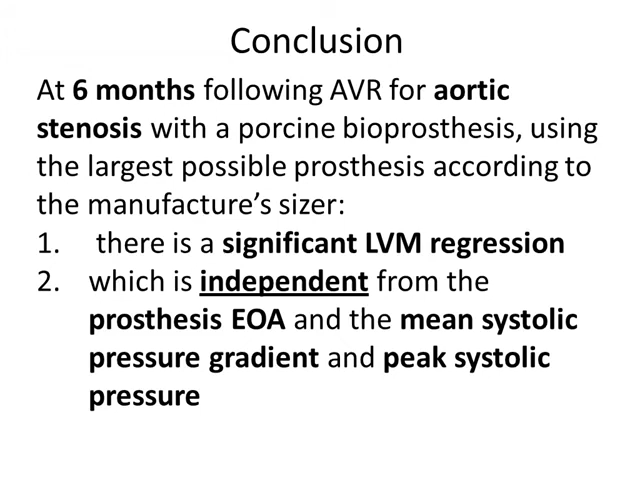 Conclusion
At 6 months following AVR for aortic
stenosis with a porcine bioprosthesis, using
the largest possible prosthesis according to
the manufacture's sizer:
1. there is a significant LVM regression
2. which is independent from the
prosthesis EOA and the mean systolic
pressure gradient and peak systolic
pressure